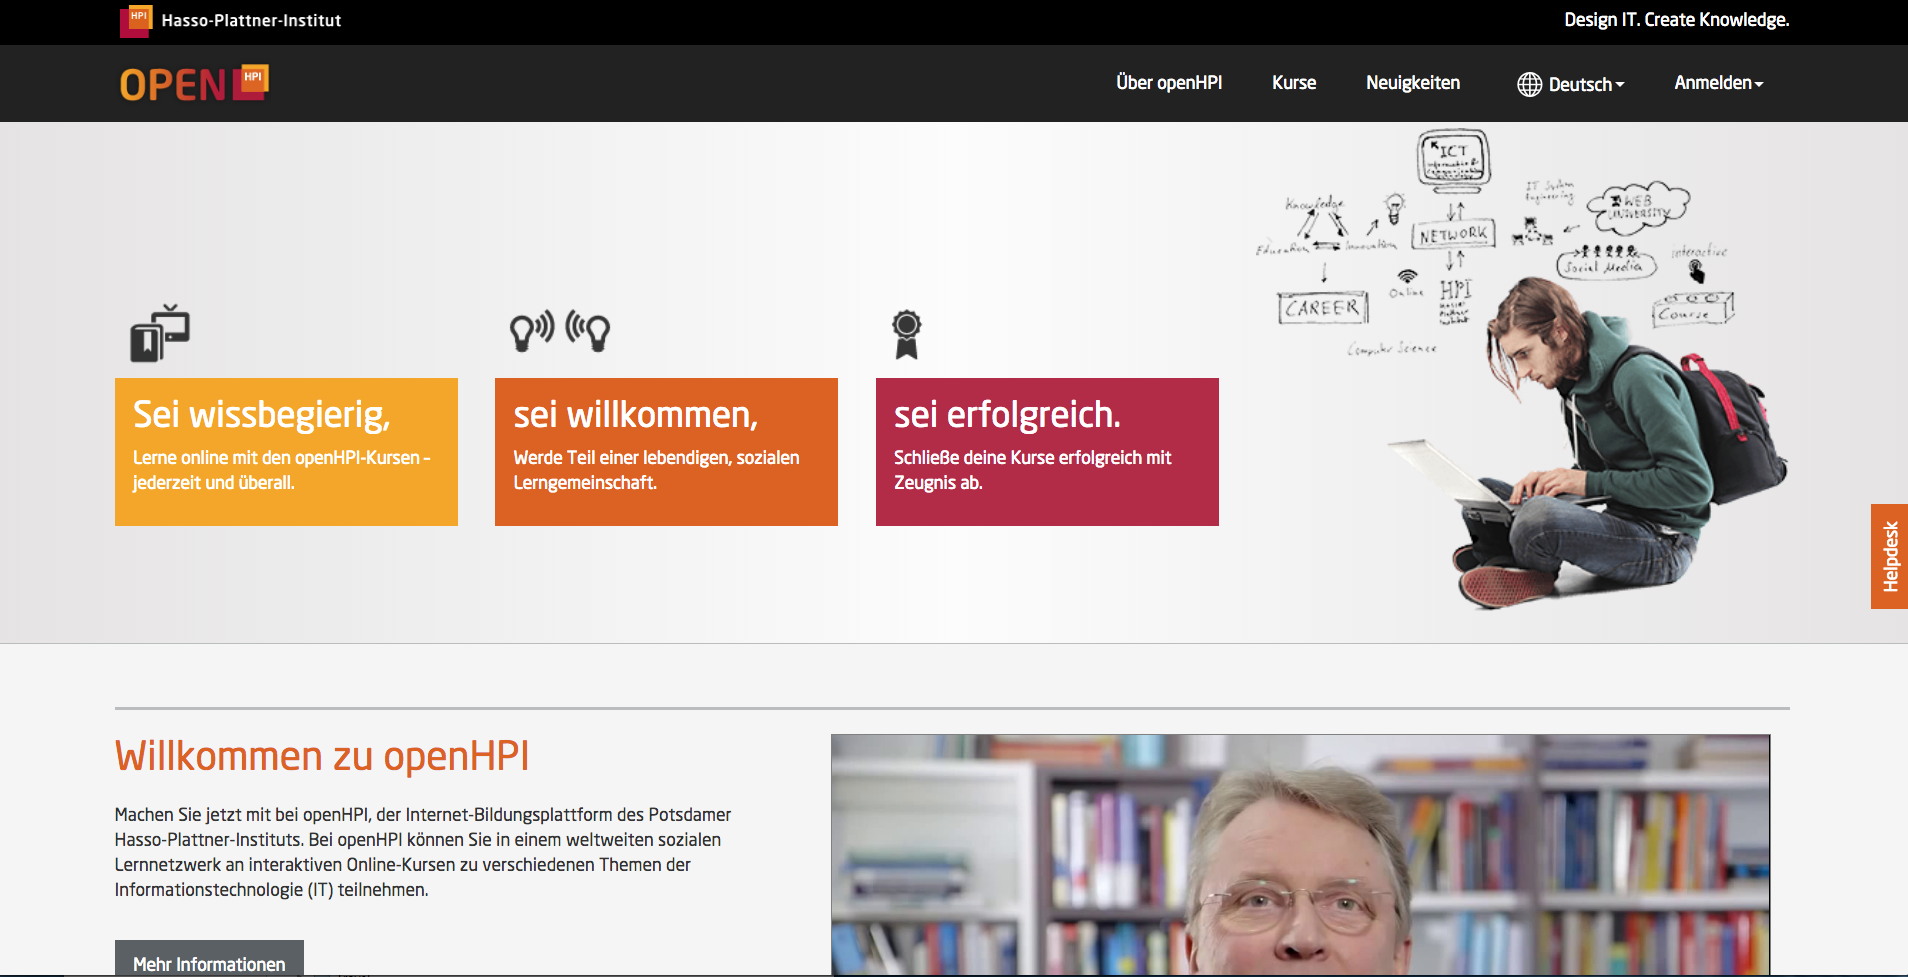 HPI Hasso-Plattner-Institut
Design IT. Create Knowledge.
OPEN HPI
Über openHPI
Kurse
Neuigkeiten
Deutsch
Anmelden
ICT
Knowledge
Education
Innovation
NETWORK
IT System
Engineering
WEB
UNIVERSITY
Social Media
interactive
CAREER
Online
HPI
Course
Computer Science
Sei wissbegierig,
Lerne online mit den openHPI-Kursen –
jederzeit und überall.
sei willkommen,
Werde Teil einer lebendigen, sozialen
Lerngemeinschaft.
sei erfolgreich.
Schließe deine Kurse erfolgreich mit
Zeugnis ab.
Helpdesk
Willkommen zu openHPI
Machen Sie jetzt mit bei openHPI, der Internet-Bildungsplattform des Potsdamer
Hasso-Plattner-Instituts. Bei openHPI können Sie in einem weltweiten sozialen
Lernnetzwerk an interaktiven Online-Kursen zu verschiedenen Themen der
Informationstechnologie (IT) teilnehmen.
Mehr Informationen